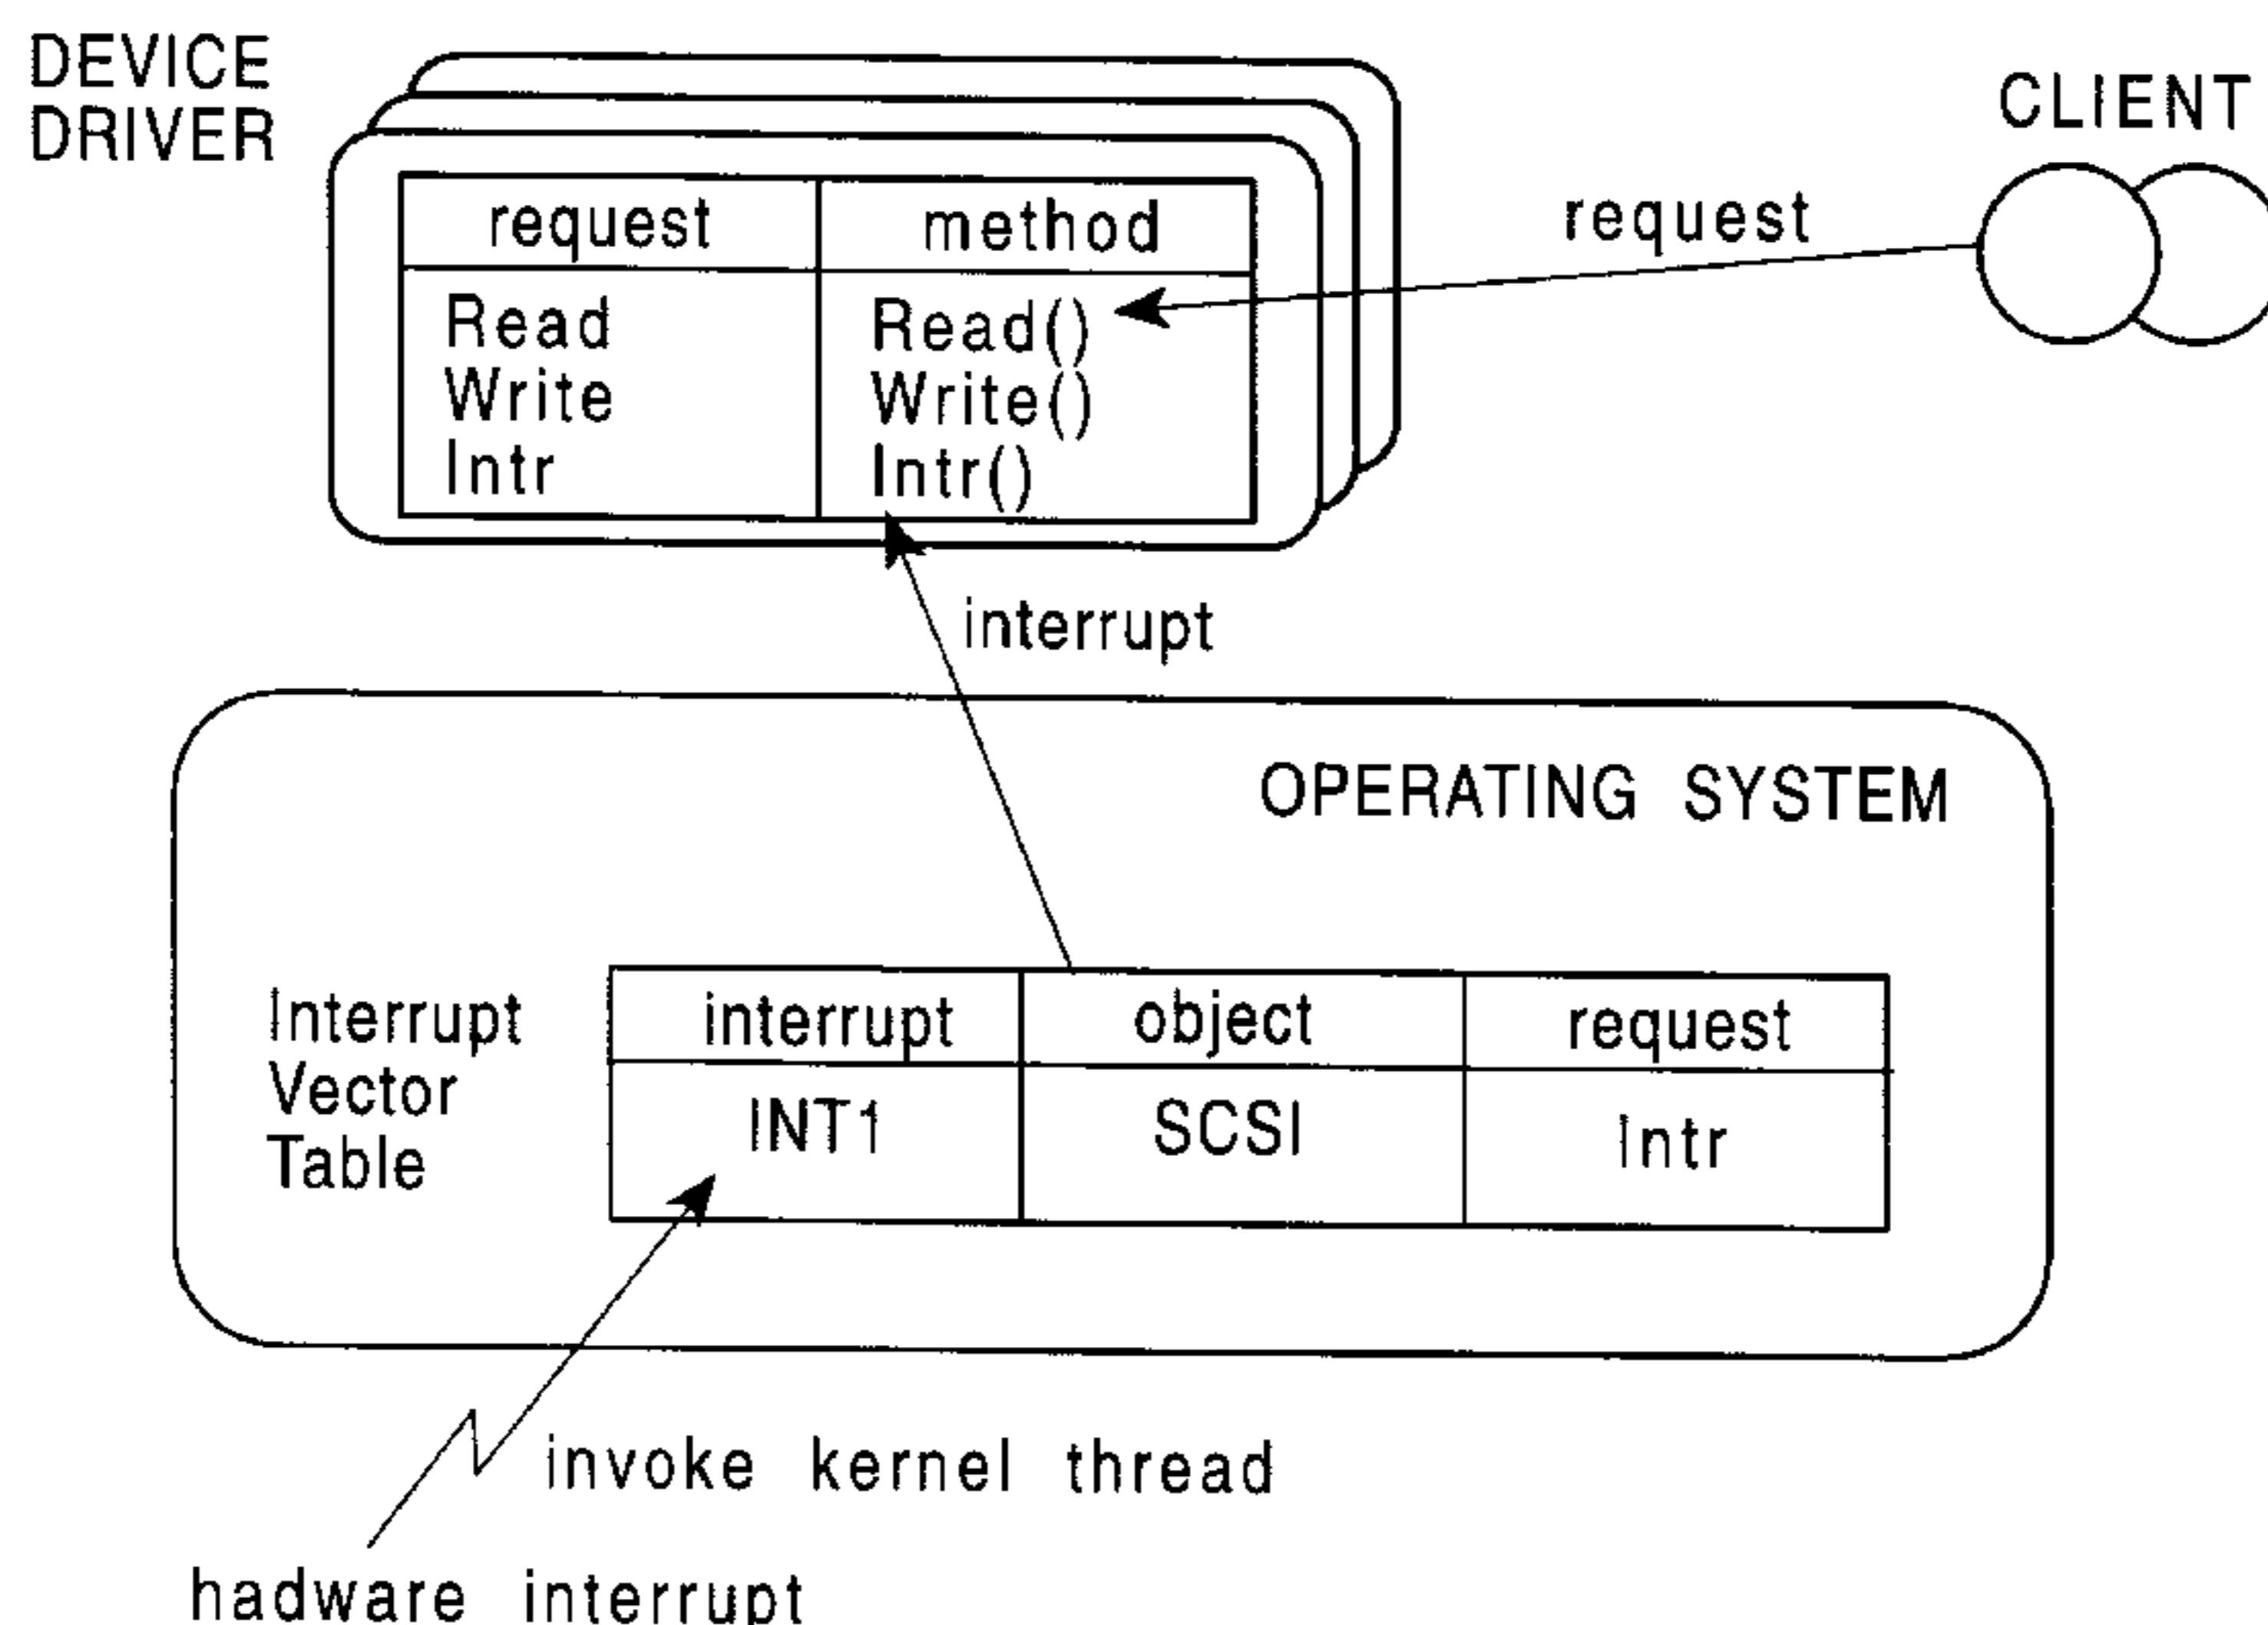 DEVICE
DRIVER
CLIENT
request method
request
Read Read()
Write Write()
Intr Intr()
interrupt
OPERATING SYSTEM
Interrupt
Vector
Table
interrupt object request
INT1 SCSI Intr
invoke kernel thread
hadware interrupt